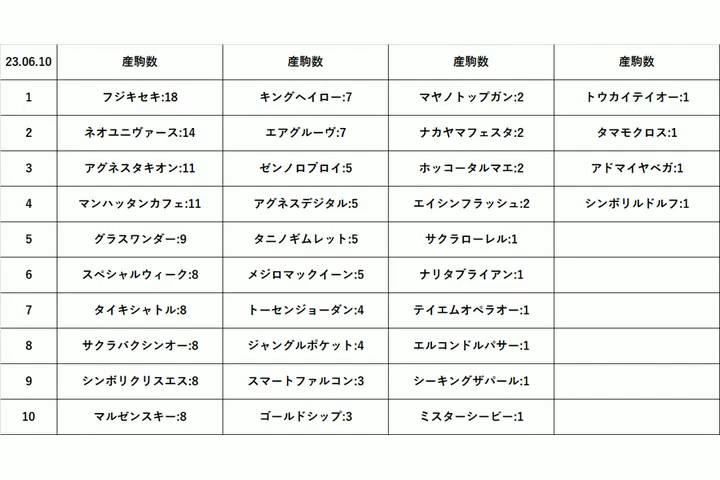 23.06.10 産駒数 産駒数 産駒数 産駒数
1 フジキセキ:18 キングヘイロー:7 マヤノトップガン:2 トウカイテイオー:1
2 ネオユニヴァース:14 エアグルーヴ:7 ナカヤマフェスタ:2 タマモクロス:1
3 アグネスタキオン:11 ゼンノロブロイ:5 ホッコータルマエ:2 アドマイヤベガ:1
4 マンハッタンカフェ:11 アグネスデジタル:5 エイシンフラッシュ:2 シンボリルドルフ:1
5 グラスワンダー:9 タニノギムレット:5 サクラローレル:1
6 スペシャルウィーク:8 メジロマックイーン:5 ナリタブライアン:1
7 タイキシャトル:8 トーセンジョーダン:4 テイエムオペラオー:1
8 サクラバクシンオー:8 ジャングルポケット:4 エルコンドルパサー:1
9 シンボリクリスエス:8 スマートファルコン:3 シーキングザパール:1
10 マルゼンスキー:8 ゴールドシップ:3 ミスターシービー:1